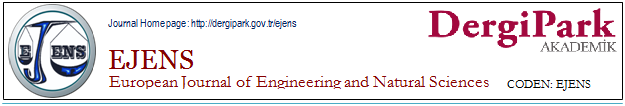 Journal Homepage: http://dergipark.gov.tr/ejens
DergiPark
AKADEMİK
EJENS
EJENS
European Journal of Engineering and Natural Sciences
CODEN: EJENS